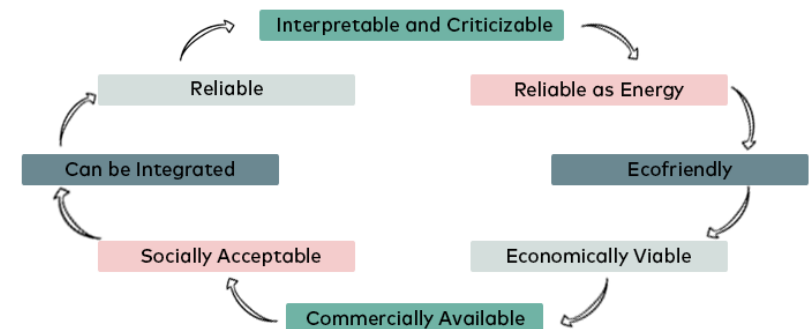 Interpretable and Criticizable
Reliable
Reliable as Energy
Can be Integrated
Ecofriendly
Socially Acceptable
Economically Viable
Commercially Available